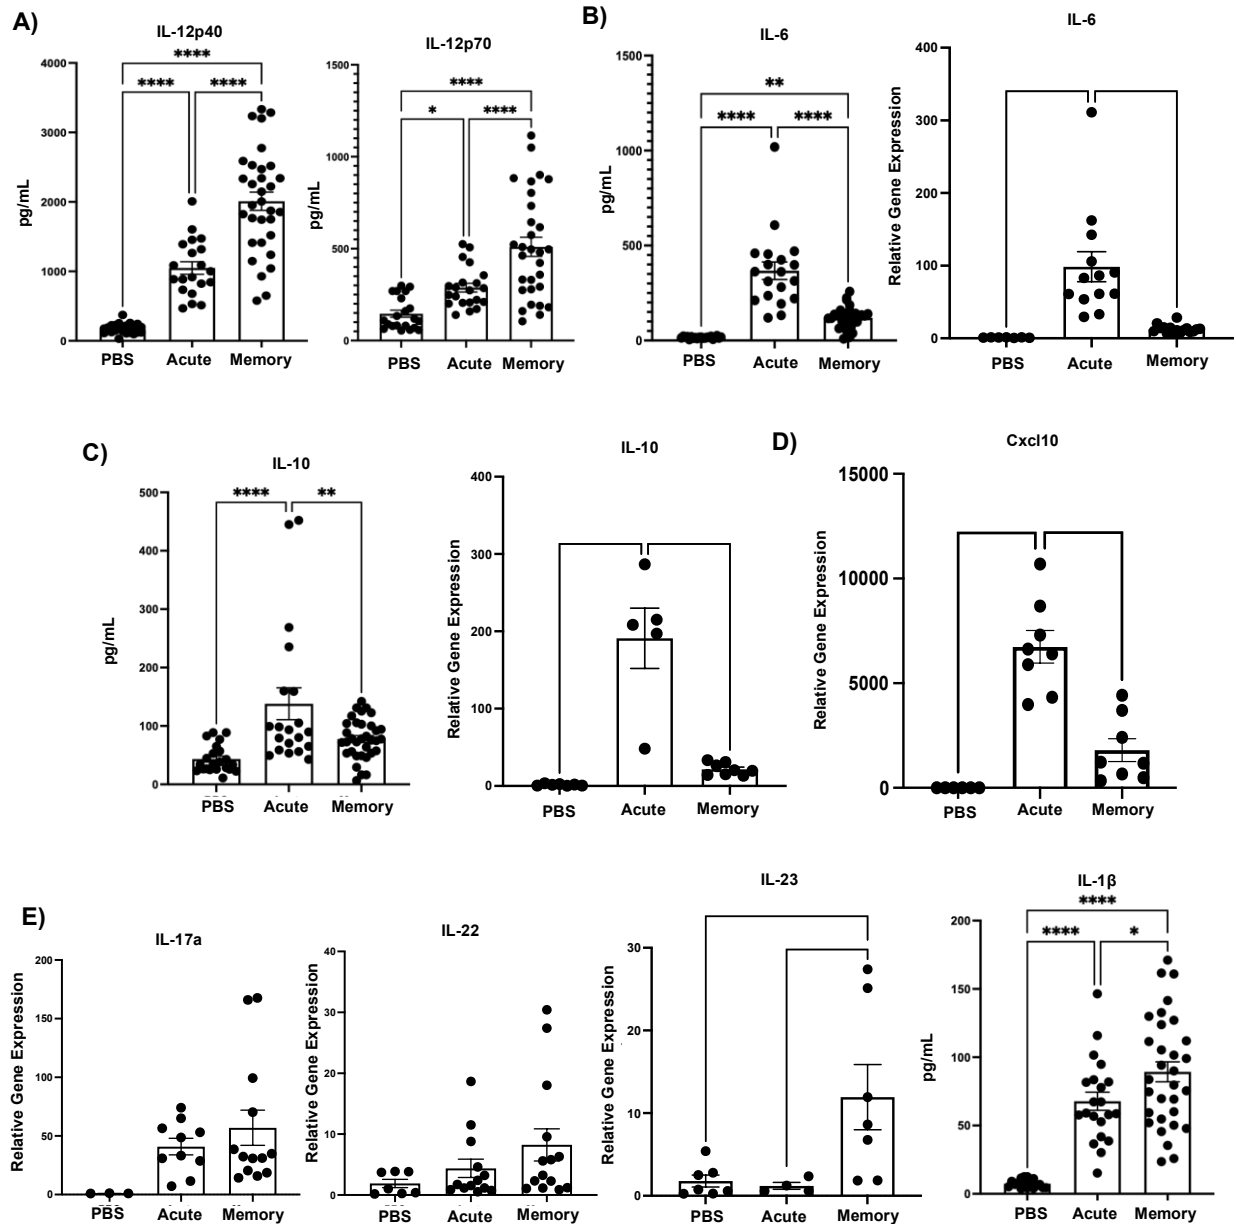 A)
IL-12p40
pg/mL
4000
3000
2000
1000
0
****
**** ****
PBS Acute Memory
IL-12p70
pg/mL
1500
1000
500
0
****
* ****
PBS Acute Memory
B)
IL-6
pg/mL
1500
1000
500
0
**
**** ****
PBS Acute Memory
IL-6
Relative Gene Expression
400
300
200
100
0
PBS Acute Memory
C)
IL-10
pg/mL
500
400
300
200
100
0
**** **
PBS Acute Memory
IL-10
Relative Gene Expression
400
300
200
100
0
PBS Acute Memory
D)
Cxcl10
Relative Gene Expression
15000
10000
5000
0
PBS Acute Memory
E)
IL-17a
Relative Gene Expression
200
150
100
50
0
PBS Acute Memory
IL-22
Relative Gene Expression
40
30
20
10
0
PBS Acute Memory
IL-23
Relative Gene Expression
30
20
10
0
PBS Acute Memory
IL-1β
pg/mL
200
150
100
50
0
****
**** *
PBS Acute Memory